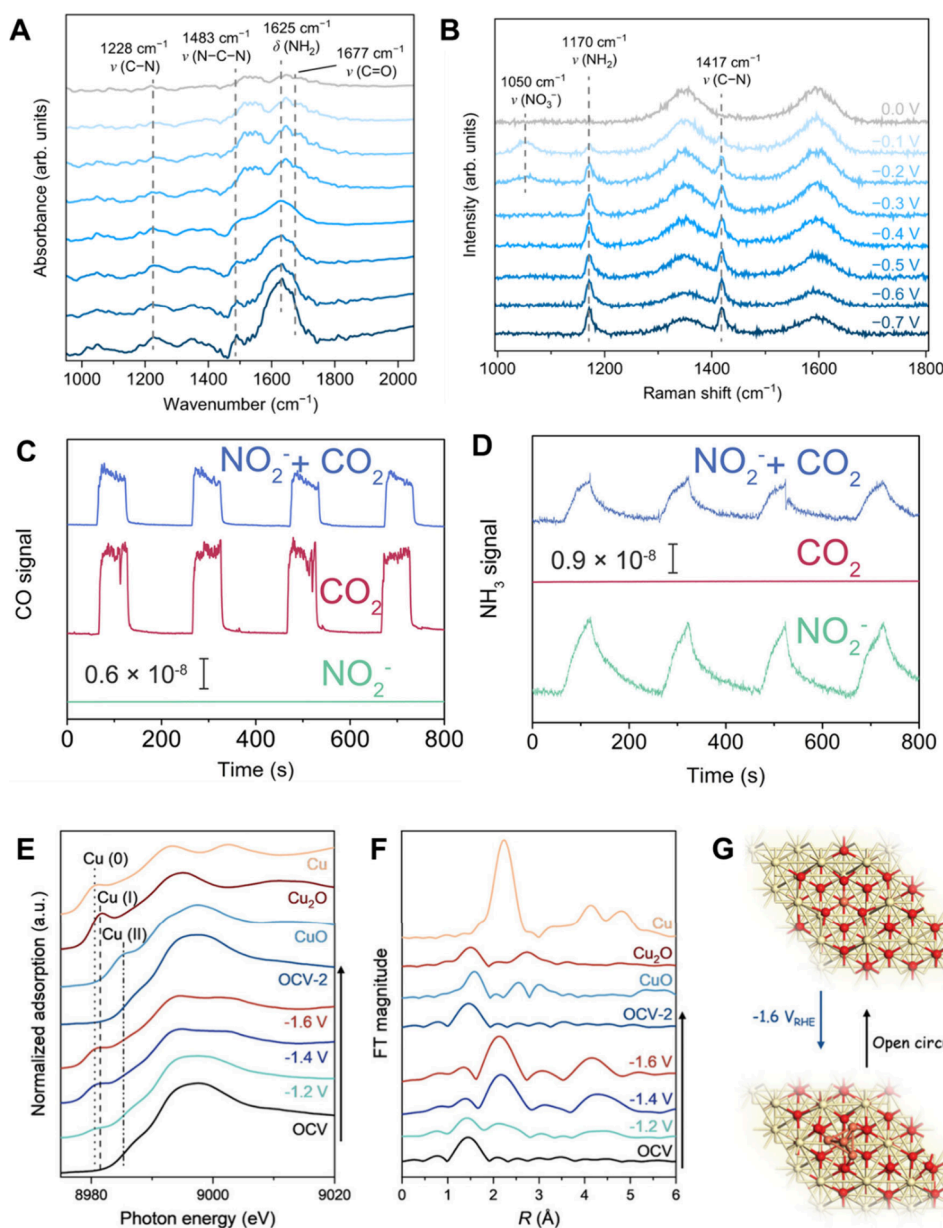 A
1228 cm⁻¹
ν (C−N)
1483 cm⁻¹
ν (N−C−N)
1625 cm⁻¹
δ (NH₂)
1677 cm⁻¹
ν (C=O)
Absorbance (arb. units)
1000 1200 1400 1600 1800 2000
Wavenumber (cm⁻¹)
B
1050 cm⁻¹
ν (NO₃⁻)
1170 cm⁻¹
ν (NH₂)
1417 cm⁻¹
ν (C−N)
0.0 V
−0.1 V
−0.2 V
−0.3 V
−0.4 V
−0.5 V
−0.6 V
−0.7 V
Intensity (arb. units)
1000 1200 1400 1600 1800
Raman shift (cm⁻¹)
C
NO₂⁻+ CO₂
CO₂
0.6 × 10⁻⁸
NO₂⁻
CO signal
0 200 400 600 800
Time (s)
D
NO₂⁻+ CO₂
0.9 × 10⁻⁸
CO₂
NO₂⁻
NH₃ signal
0 200 400 600 800
Time (s)
E
Cu (0)
Cu (I)
Cu (II)
Cu
Cu₂O
CuO
OCV-2
-1.6 V
-1.4 V
-1.2 V
OCV
Normalized adsorption (a.u.)
8980 9000 9020
Photon energy (eV)
F
Cu
Cu₂O
CuO
OCV-2
-1.6 V
-1.4 V
-1.2 V
OCV
FT magnitude
0 1 2 3 4 5 6
R (Å)
G
-1.6 V_RHE
Open circu